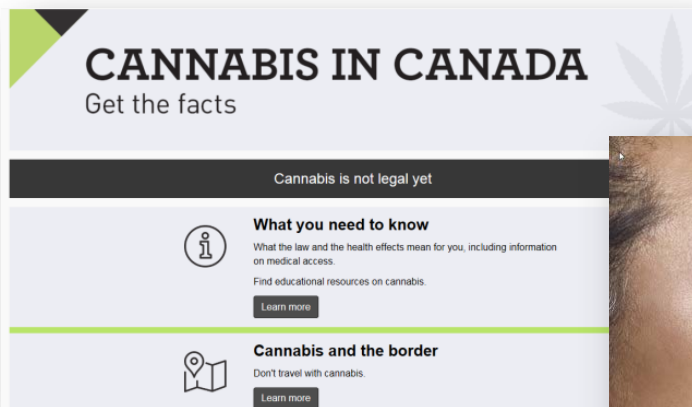 CANNABIS IN CANADA
Get the facts
Cannabis is not legal yet
What you need to know
What the law and the health effects mean for you, including information
on medical access.
Find educational resources on cannabis.
Learn more
Cannabis and the border
Don't travel with cannabis.
Learn more